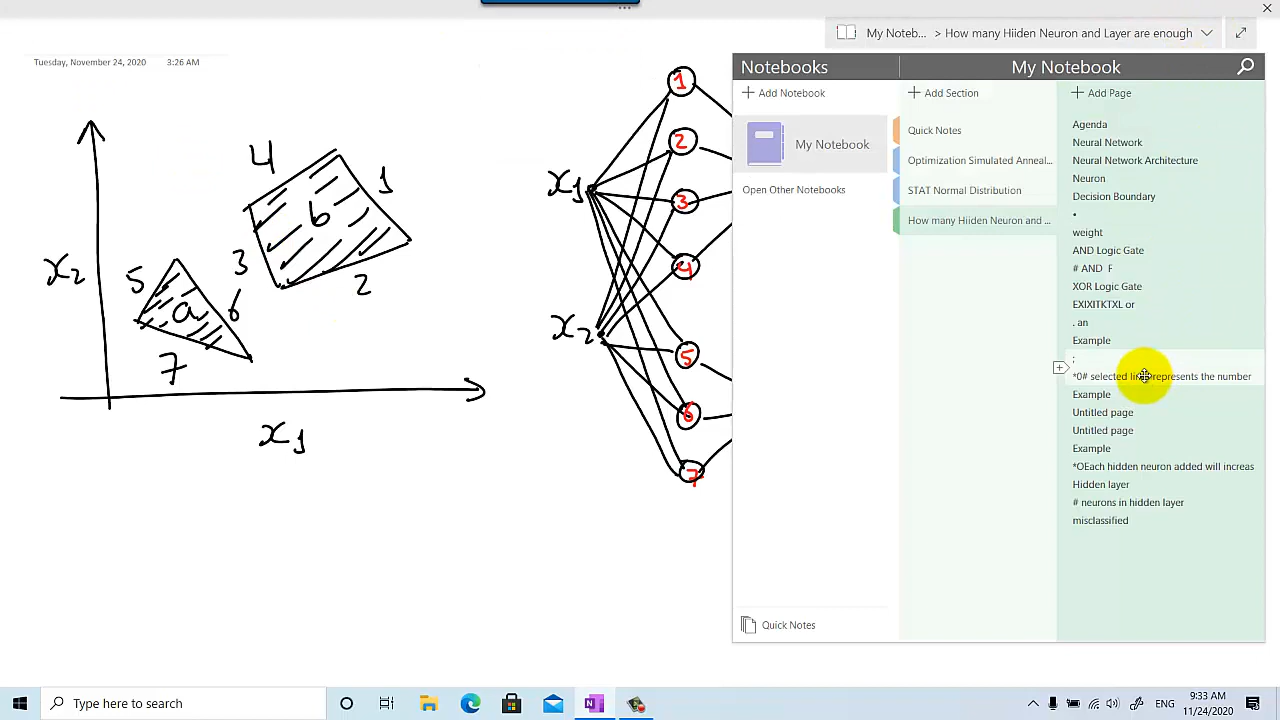 My Noteb... > How many Hiiden Neuron and Layer are enough
Tuesday, November 24, 2020 3:26 AM
Notebooks
My Notebook
+ Add Notebook
+ Add Section
+ Add Page
My Notebook
Open Other Notebooks
Quick Notes
Optimization Simulated Anneal...
STAT Normal Distribution
How many Hiiden Neuron and ...
Agenda
Neural Network
Neural Network Architecture
Neuron
Decision Boundary
•
weight
AND Logic Gate
# AND F
XOR Logic Gate
EXIXITKTXL or
. an
Example
;
*0# selected lines represents the number
Example
Untitled page
Untitled page
Example
*OEach hidden neuron added will increas
Hidden layer
# neurons in hidden layer
misclassified
Quick Notes
x2
x1
4
1
b
3
2
5
a
6
7
x1
x2
1
2
3
4
5
6
7
Type here to search
ENG
9:33 AM
11/24/2020